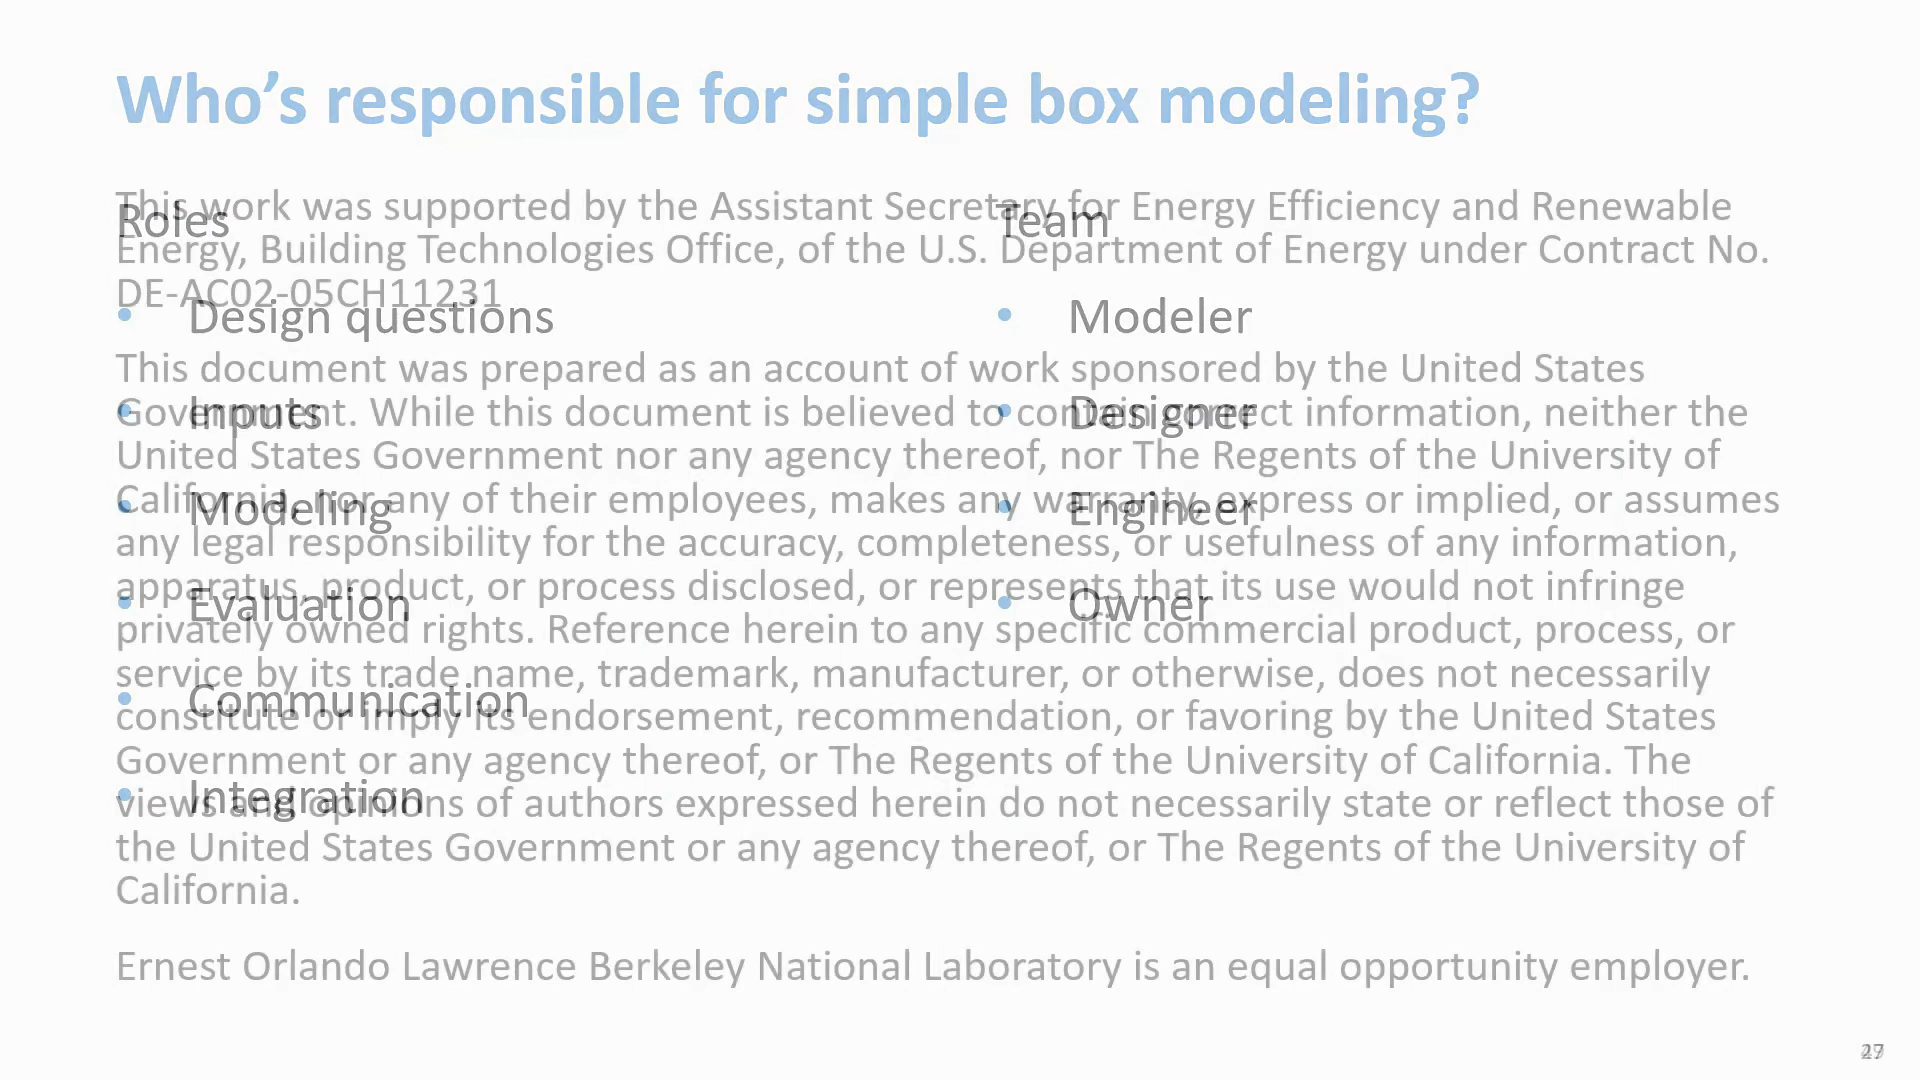 Who's responsible for simple box modeling?
This work was supported by the Assistant Secretary for Energy Efficiency and Renewable
Energy, Building Technologies Office, of the U.S. Department of Energy under Contract No.
DE-AC02-05CH11231
This document was prepared as an account of work sponsored by the United States
Government. While this document is believed to contain correct information, neither the
United States Government nor any agency thereof, nor The Regents of the University of
California, nor any of their employees, makes any warranty, express or implied, or assumes
any legal responsibility for the accuracy, completeness, or usefulness of any information,
apparatus, product, or process disclosed, or represents that its use would not infringe
privately owned rights. Reference herein to any specific commercial product, process, or
service by its trade name, trademark, manufacturer, or otherwise, does not necessarily
constitute or imply its endorsement, recommendation, or favoring by the United States
Government or any agency thereof, or The Regents of the University of California. The
views and opinions of authors expressed herein do not necessarily state or reflect those of
the United States Government or any agency thereof, or The Regents of the University of
California.
Ernest Orlando Lawrence Berkeley National Laboratory is an equal opportunity employer.
Roles
• Design questions
• Inputs
• Modeling
• Evaluation
• Communication
• Integration
Team
• Modeler
• Designer
• Engineer
• Owner